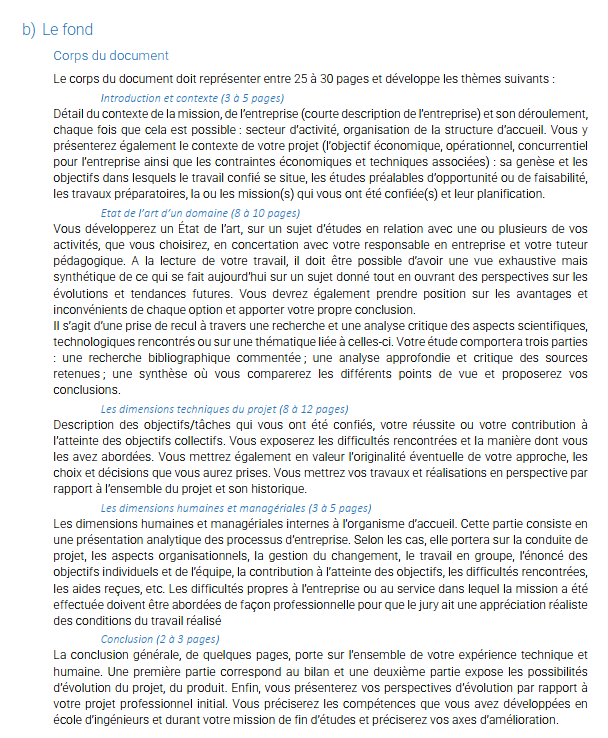 b) Le fond
Corps du document
Le corps du document doit représenter entre 25 à 30 pages et développe les thèmes suivants :
Introduction et contexte (3 à 5 pages)
Détail du contexte de la mission, de l'entreprise (courte description de l'entreprise) et son déroulement,
chaque fois que cela est possible : secteur d'activité, organisation de la structure d'accueil. Vous y
présenterez également le contexte de votre projet (l'objectif économique, opérationnel, concurrentiel
pour l'entreprise ainsi que les contraintes économiques et techniques associées) : sa genèse et les
objectifs dans lesquels le travail confié se situe, les études préalables d'opportunité ou de faisabilité,
les travaux préparatoires, la ou les mission(s) qui vous ont été confiée(s) et leur planification.
Etat de l'art d'un domaine (8 à 10 pages)
Vous développerez un État de l'art, sur un sujet d'études en relation avec une ou plusieurs de vos
activités, que vous choisirez, en concertation avec votre responsable en entreprise et votre tuteur
pédagogique. A la lecture de votre travail, il doit être possible d'avoir une vue exhaustive mais
synthétique de ce qui se fait aujourd'hui sur un sujet donné tout en ouvrant des perspectives sur les
évolutions et tendances futures. Vous devrez également prendre position sur les avantages et
inconvénients de chaque option et apporter votre propre conclusion.
Il s'agit d'une prise de recul à travers une recherche et une analyse critique des aspects scientifiques,
technologiques rencontrés ou sur une thématique liée à celles-ci. Votre étude comportera trois parties
: une recherche bibliographique commentée ; une analyse approfondie et critique des sources
retenues ; une synthèse où vous comparerez les différents points de vue et proposerez vos
conclusions.
Les dimensions techniques du projet (8 à 12 pages)
Description des objectifs/tâches qui vous ont été confiés, votre réussite ou votre contribution à
l'atteinte des objectifs collectifs. Vous exposerez les difficultés rencontrées et la manière dont vous
les avez abordées. Vous mettrez également en valeur l'originalité éventuelle de votre approche, les
choix et décisions que vous aurez prises. Vous mettrez vos travaux et réalisations en perspective par
rapport à l'ensemble du projet et son historique.
Les dimensions humaines et managériales (3 à 5 pages)
Les dimensions humaines et managériales internes à l'organisme d'accueil. Cette partie consiste en
une présentation analytique des processus d'entreprise. Selon les cas, elle portera sur la conduite de
projet, les aspects organisationnels, la gestion du changement, le travail en groupe, l'énoncé des
objectifs individuels et de l'équipe, la contribution à l'atteinte des objectifs, les difficultés rencontrées,
les aides reçues, etc. Les difficultés propres à l'entreprise ou au service dans lequel la mission a été
effectuée doivent être abordées de façon professionnelle pour que le jury ait une appréciation réaliste
des conditions du travail réalisé
Conclusion (2 à 3 pages)
La conclusion générale, de quelques pages, porte sur l'ensemble de votre expérience technique et
humaine. Une première partie correspond au bilan et une deuxième partie expose les possibilités
d'évolution du projet, du produit. Enfin, vous présenterez vos perspectives d'évolution par rapport à
votre projet professionnel initial. Vous préciserez les compétences que vous avez développées en
école d'ingénieurs et durant votre mission de fin d'études et préciserez vos axes d'amélioration.